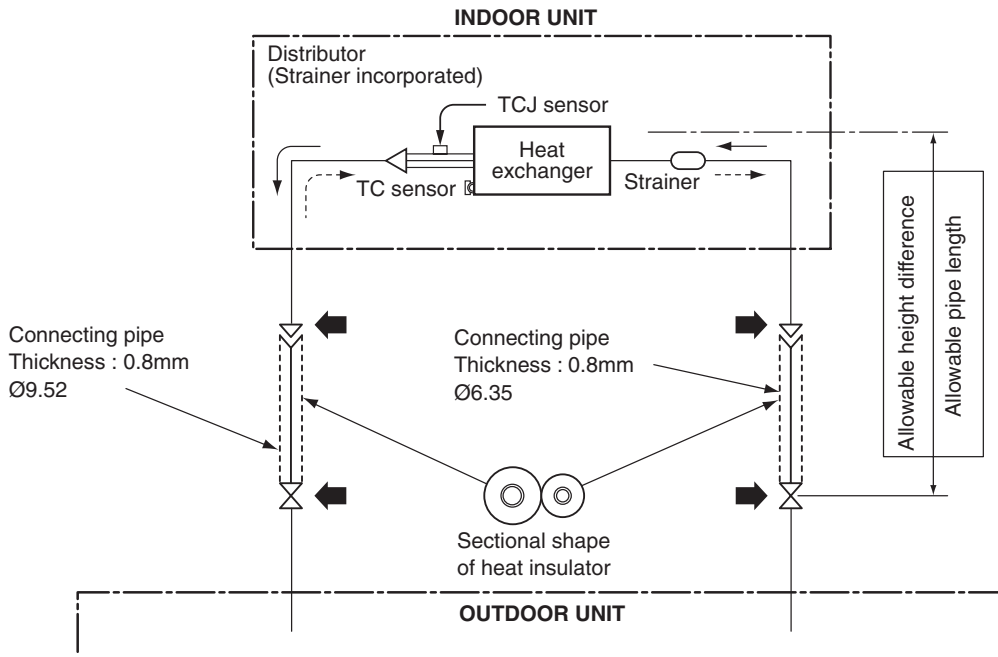 INDOOR UNIT
Distributor
(Strainer incorporated)
TCJ sensor
Heat
exchanger
TC sensor
Strainer
Allowable height difference
Allowable pipe length
Connecting pipe
Thickness : 0.8mm
Ø9.52
Connecting pipe
Thickness : 0.8mm
Ø6.35
Sectional shape
of heat insulator
OUTDOOR UNIT